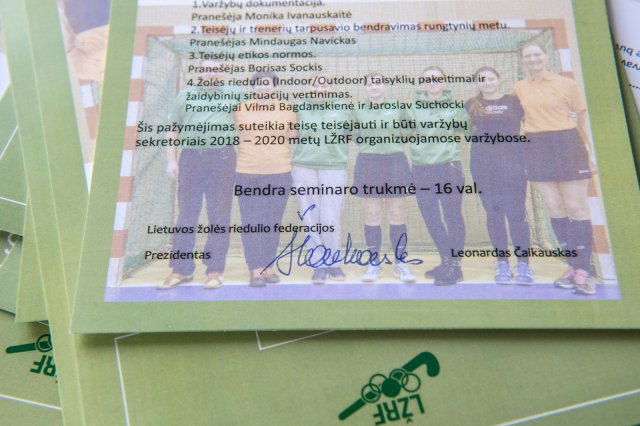 1.Varžybų dokumentacija.
Pranešėja Monika Ivanauskaitė
2.Teisėjų ir trenerių tarpusavio bendravimas rungtynių metu.
Pranešėjas Mindaugas Navickas
3.Teisėjų etikos normos.
Pranešėjas Borisas Sockis
4.Žolės riedulio (Indoor/Outdoor) taisyklių pakeitimai ir
žaidybinių situacijų vertinimas.
Pranešėjai Vilma Bagdanskienė ir Jaroslav Suchocki
adidas
Šis pažymėjimas suteikia teisę teisėjauti ir būti varžybų
sekretoriais 2018 – 2020 metų LŽRF organizuojamose varžybose.
Bendra seminaro trukmė – 16 val.
Lietuvos žolės riedulio federacijos
Prezidentas Leonardas Čaikauskas
LŽRF
LŽRF